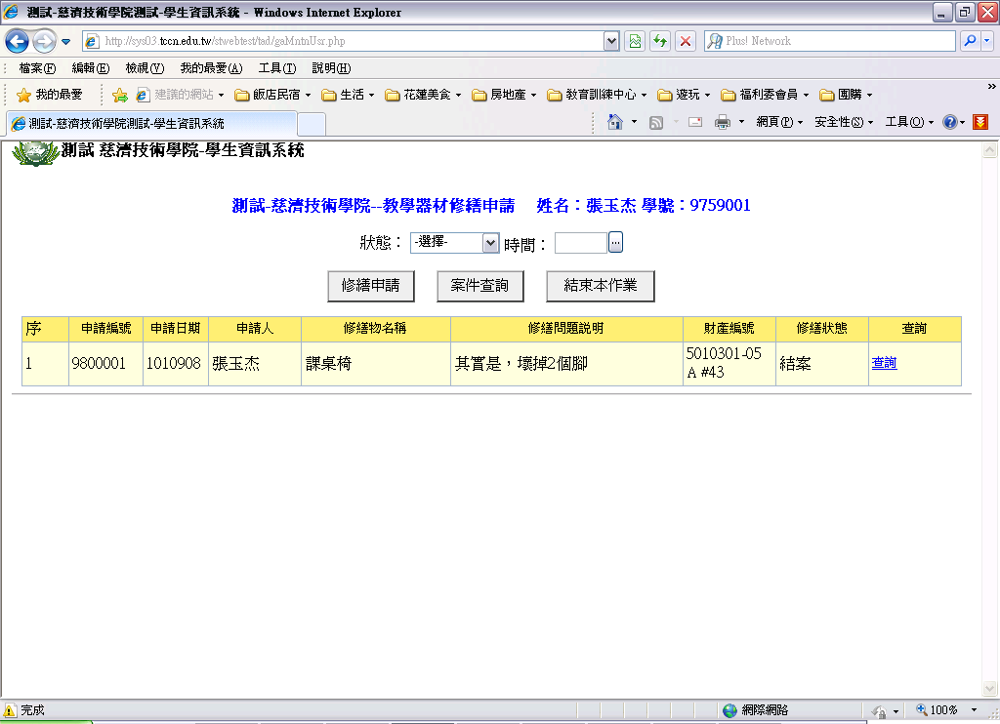 測試-慈濟技術學院測試-學生資訊系統 - Windows Internet Explorer
http://sys03.tccn.edu.tw/stwebtest/tad/gaMntnUsr.php
Plus! Network
檔案(F) 編輯(E) 檢視(V) 我的最愛(A) 工具(T) 說明(H)
我的最愛 建議的網站 飯店民宿 生活 花蓮美食 房地產 教育訓練中心 遊玩 福利委會員 團購 »
測試-慈濟技術學院測試-學生資訊系統 網頁(P) 安全性(S) 工具(O)
測試 慈濟技術學院-學生資訊系統
測試-慈濟技術學院--教學器材修繕申請 姓名：張玉杰 學號：9759001
狀態： -選擇- 時間： ...
修繕申請 案件查詢 結束本作業
序 申請編號 申請日期 申請人 修繕物名稱 修繕問題說明 財產編號 修繕狀態 查詢
1 9800001 1010908 張玉杰 課桌椅 其實是，壞掉2個腳 5010301-05 結案 查詢
A #43
完成 網際網路 100%